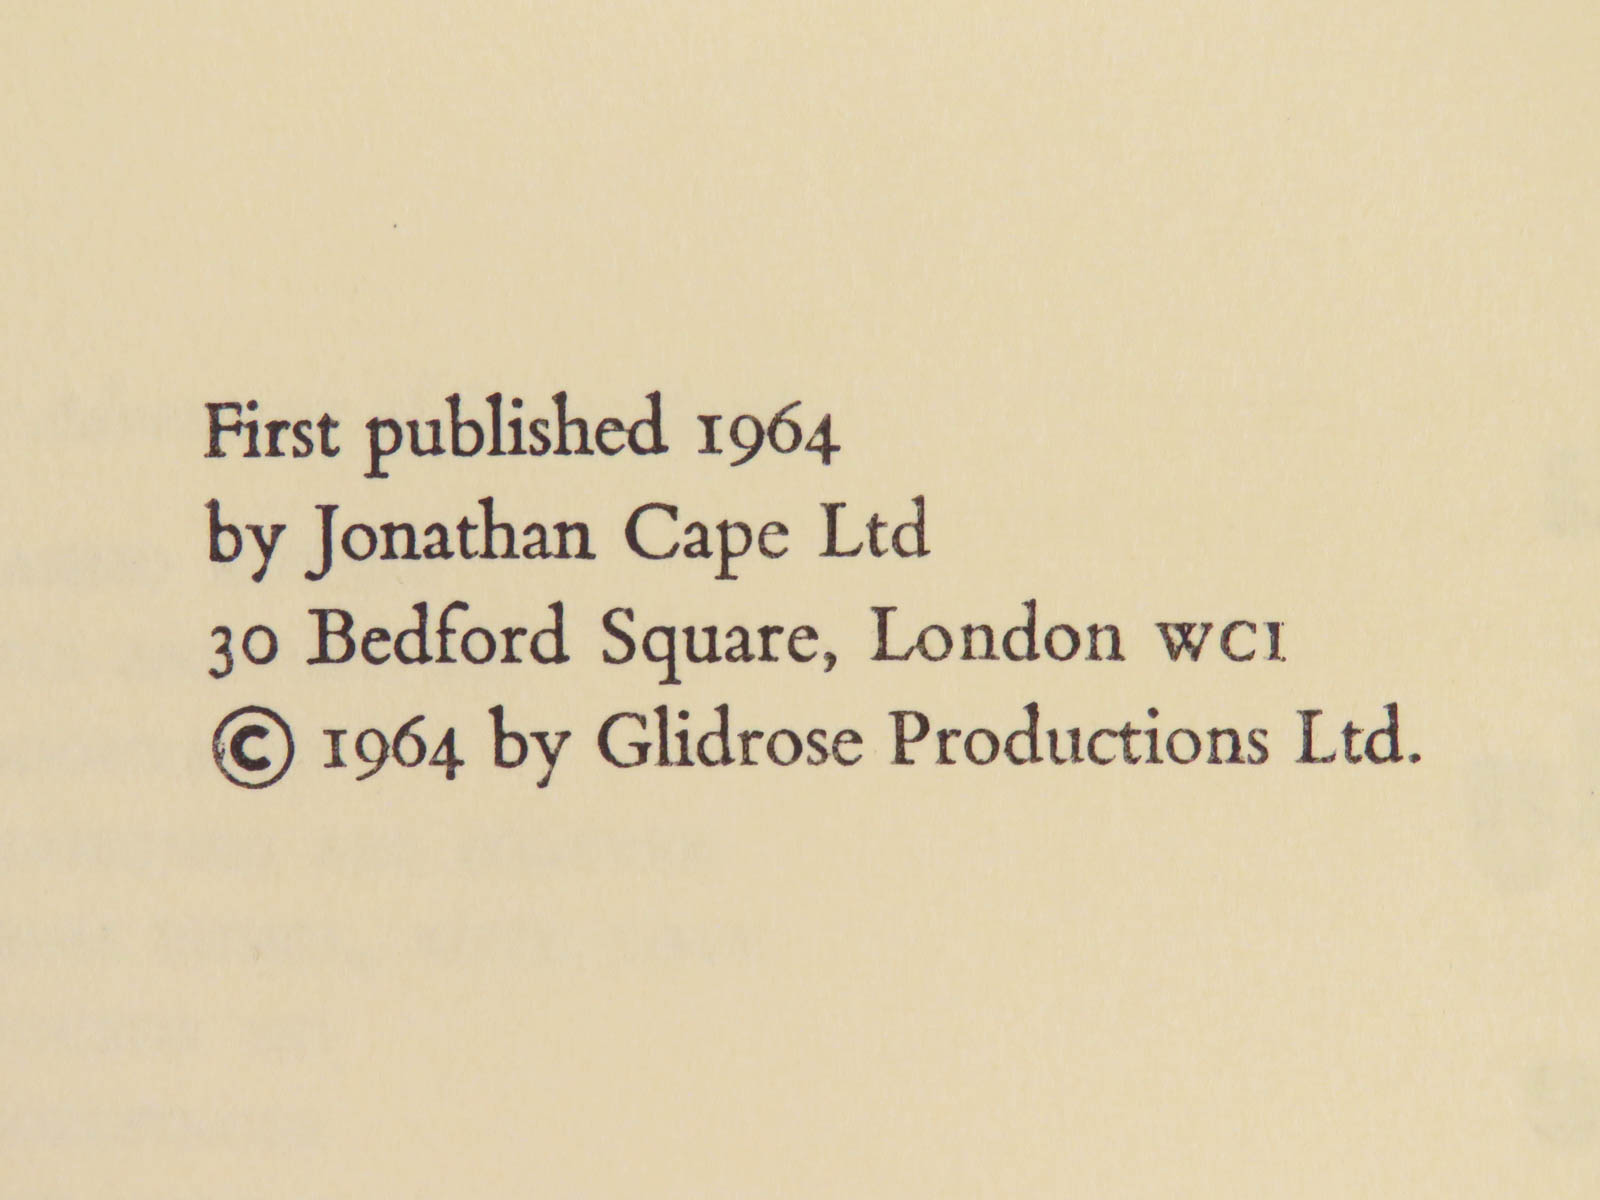 First published 1964
by Jonathan Cape Ltd
30 Bedford Square, London WC1
© 1964 by Glidrose Productions Ltd.